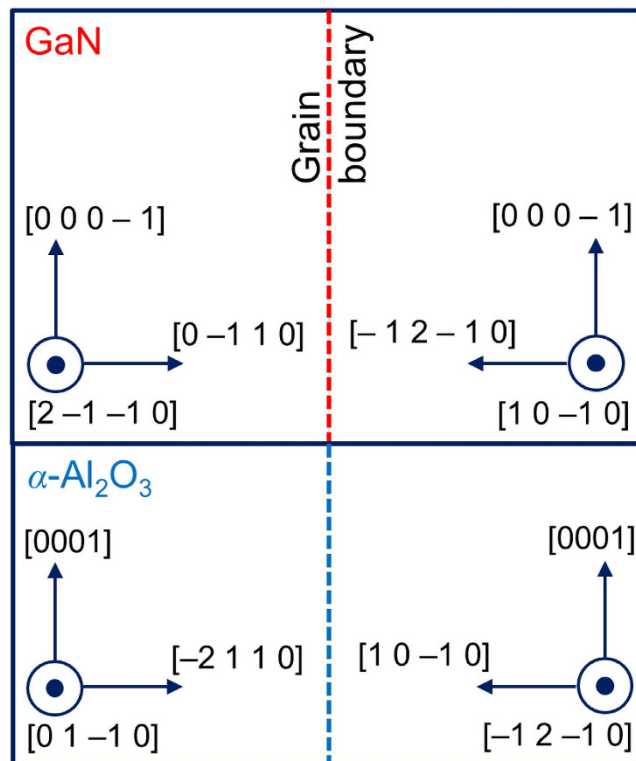 GaN
Grain
boundary
[0 0 0 – 1]
[0 0 0 – 1]
[0 –1 1 0]
[– 1 2 – 1 0]
[2 –1 –1 0]
[1 0 –1 0]
α-Al₂O₃
[0001]
[0001]
[–2 1 1 0]
[1 0 –1 0]
[0 1 –1 0]
[–1 2 –1 0]